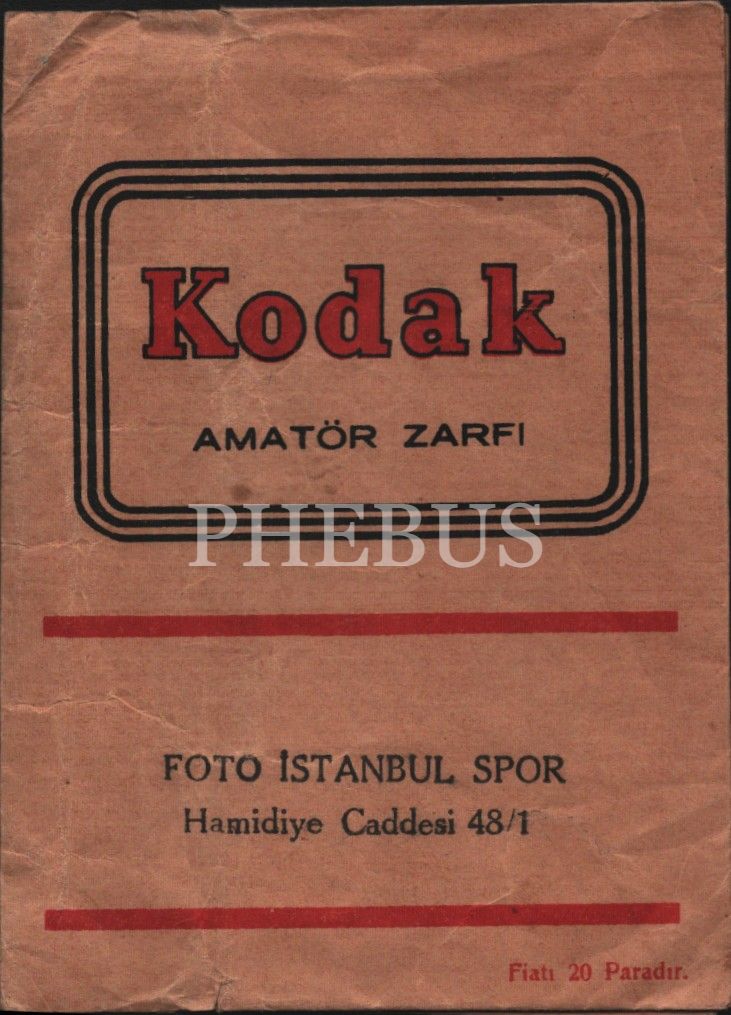 Kodak
AMATÖR ZARFI
PHEBUS
FOTO İSTANBUL SPOR
Hamidiye Caddesi 48/1
Fiatı 20 Paradır.